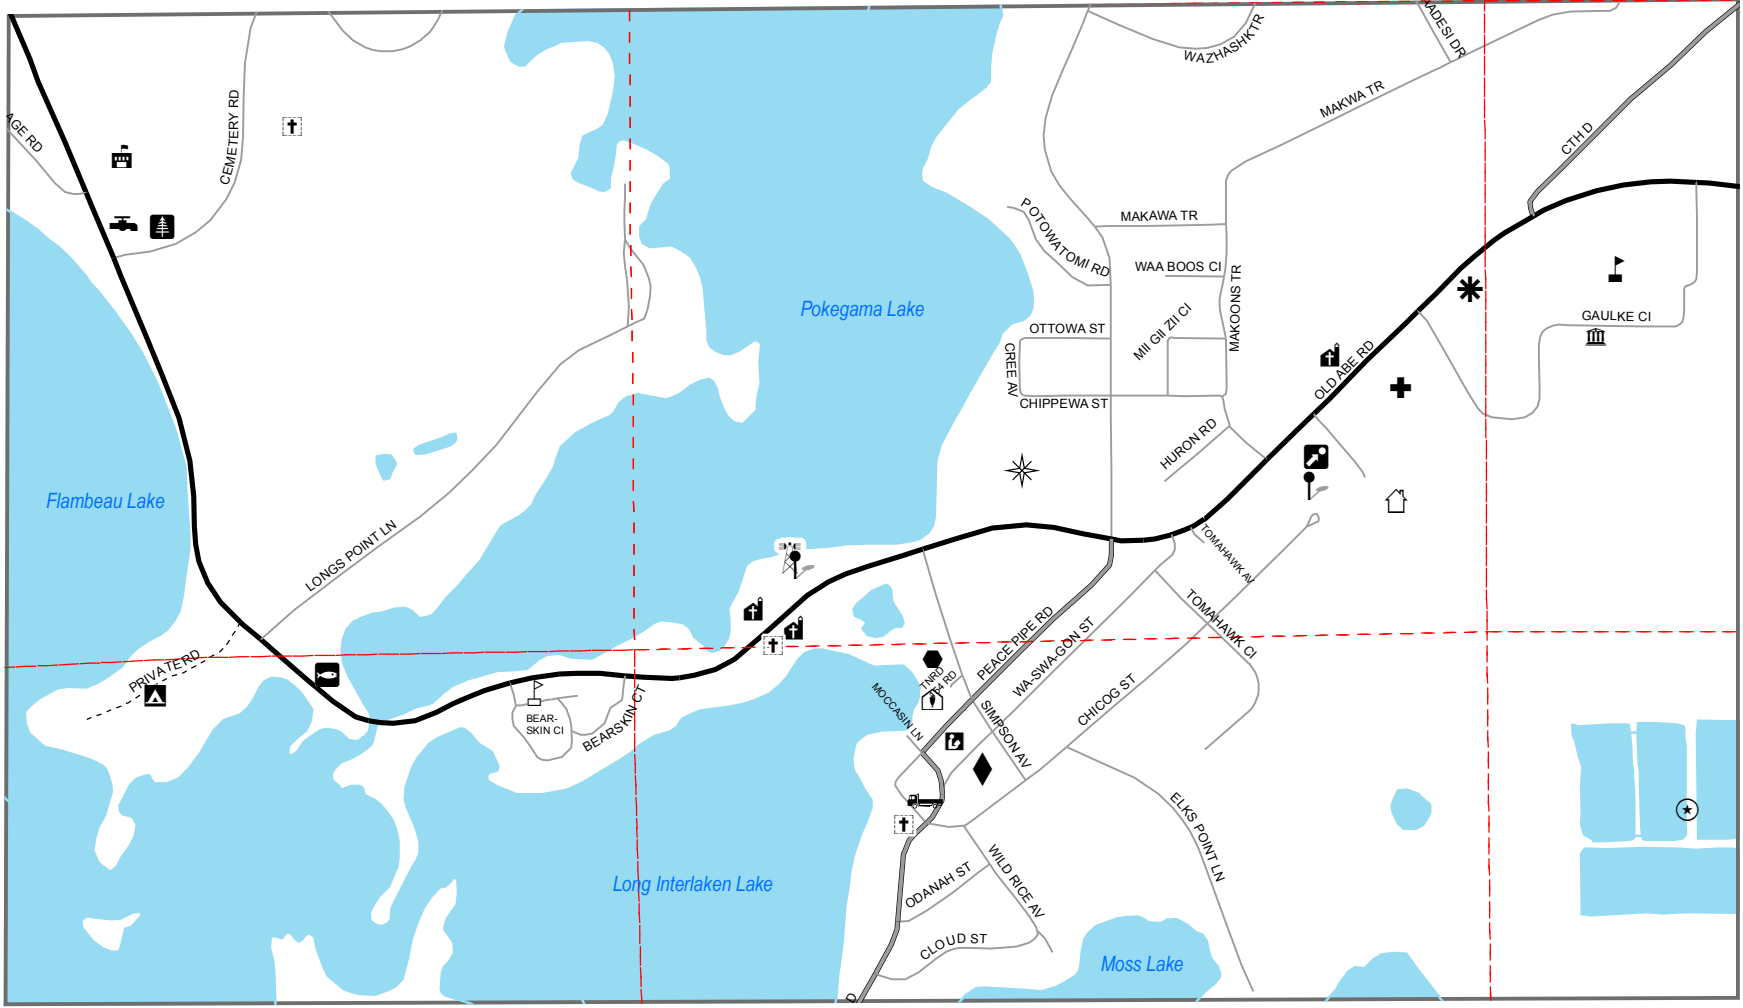 WAZHASHKTR
AADESI DR
MAKWA TR
CTH D
AGE RD
CEMETERY RD
MAKAWA TR
POTOWATOMI RD
WAA BOOS CI
MAKOONS TR
Pokegama Lake
OTTOWA ST
MII GII ZII CI
GAULKE CI
CREE AV
OLD ABE RD
CHIPPEWA ST
HURON RD
Flambeau Lake
LONGS POINT LN
TOMAHAWK AV
TOMAHAWK CI
PEACE PIPE RD
WA-SWA-GON ST
PRIVATE RD
TNRD
TF4 RD
MOCCASIN LN
CHICOG ST
SIMPSON AV
BEAR-
SKIN CI
BEARSKIN CT
ELKS POINT LN
WILD RICE AV
ODANAH ST
Long Interlaken Lake
CLOUD ST
Moss Lake
D